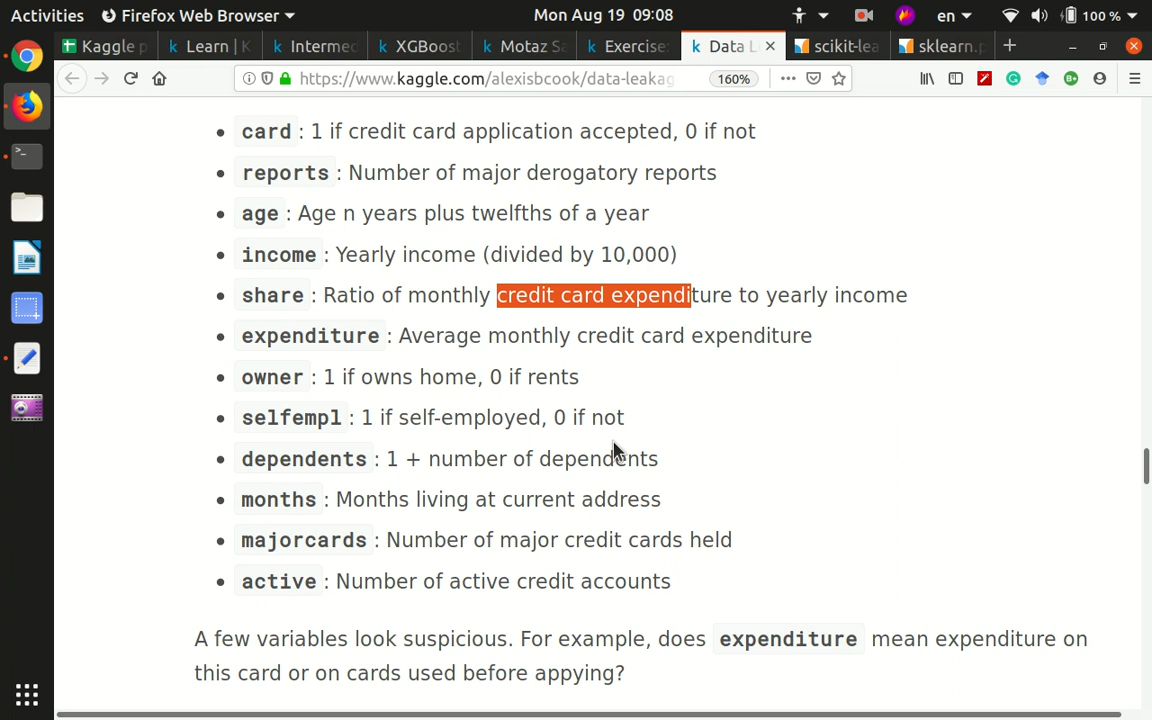 Activities Firefox Web Browser Mon Aug 19 09:08 en 100 %
Kaggle p Learn | K Intermed XGBoost Motaz Sa Exercise: Data L scikit-lea sklearn.p
https://www.kaggle.com/alexisbcook/data-leakag 160%
card : 1 if credit card application accepted, 0 if not
reports : Number of major derogatory reports
age : Age n years plus twelfths of a year
income : Yearly income (divided by 10,000)
share : Ratio of monthly credit card expenditure to yearly income
expenditure : Average monthly credit card expenditure
owner : 1 if owns home, 0 if rents
selfempl : 1 if self-employed, 0 if not
dependents : 1 + number of dependents
months : Months living at current address
majorcards : Number of major credit cards held
active : Number of active credit accounts
A few variables look suspicious. For example, does expenditure mean expenditure on
this card or on cards used before appying?